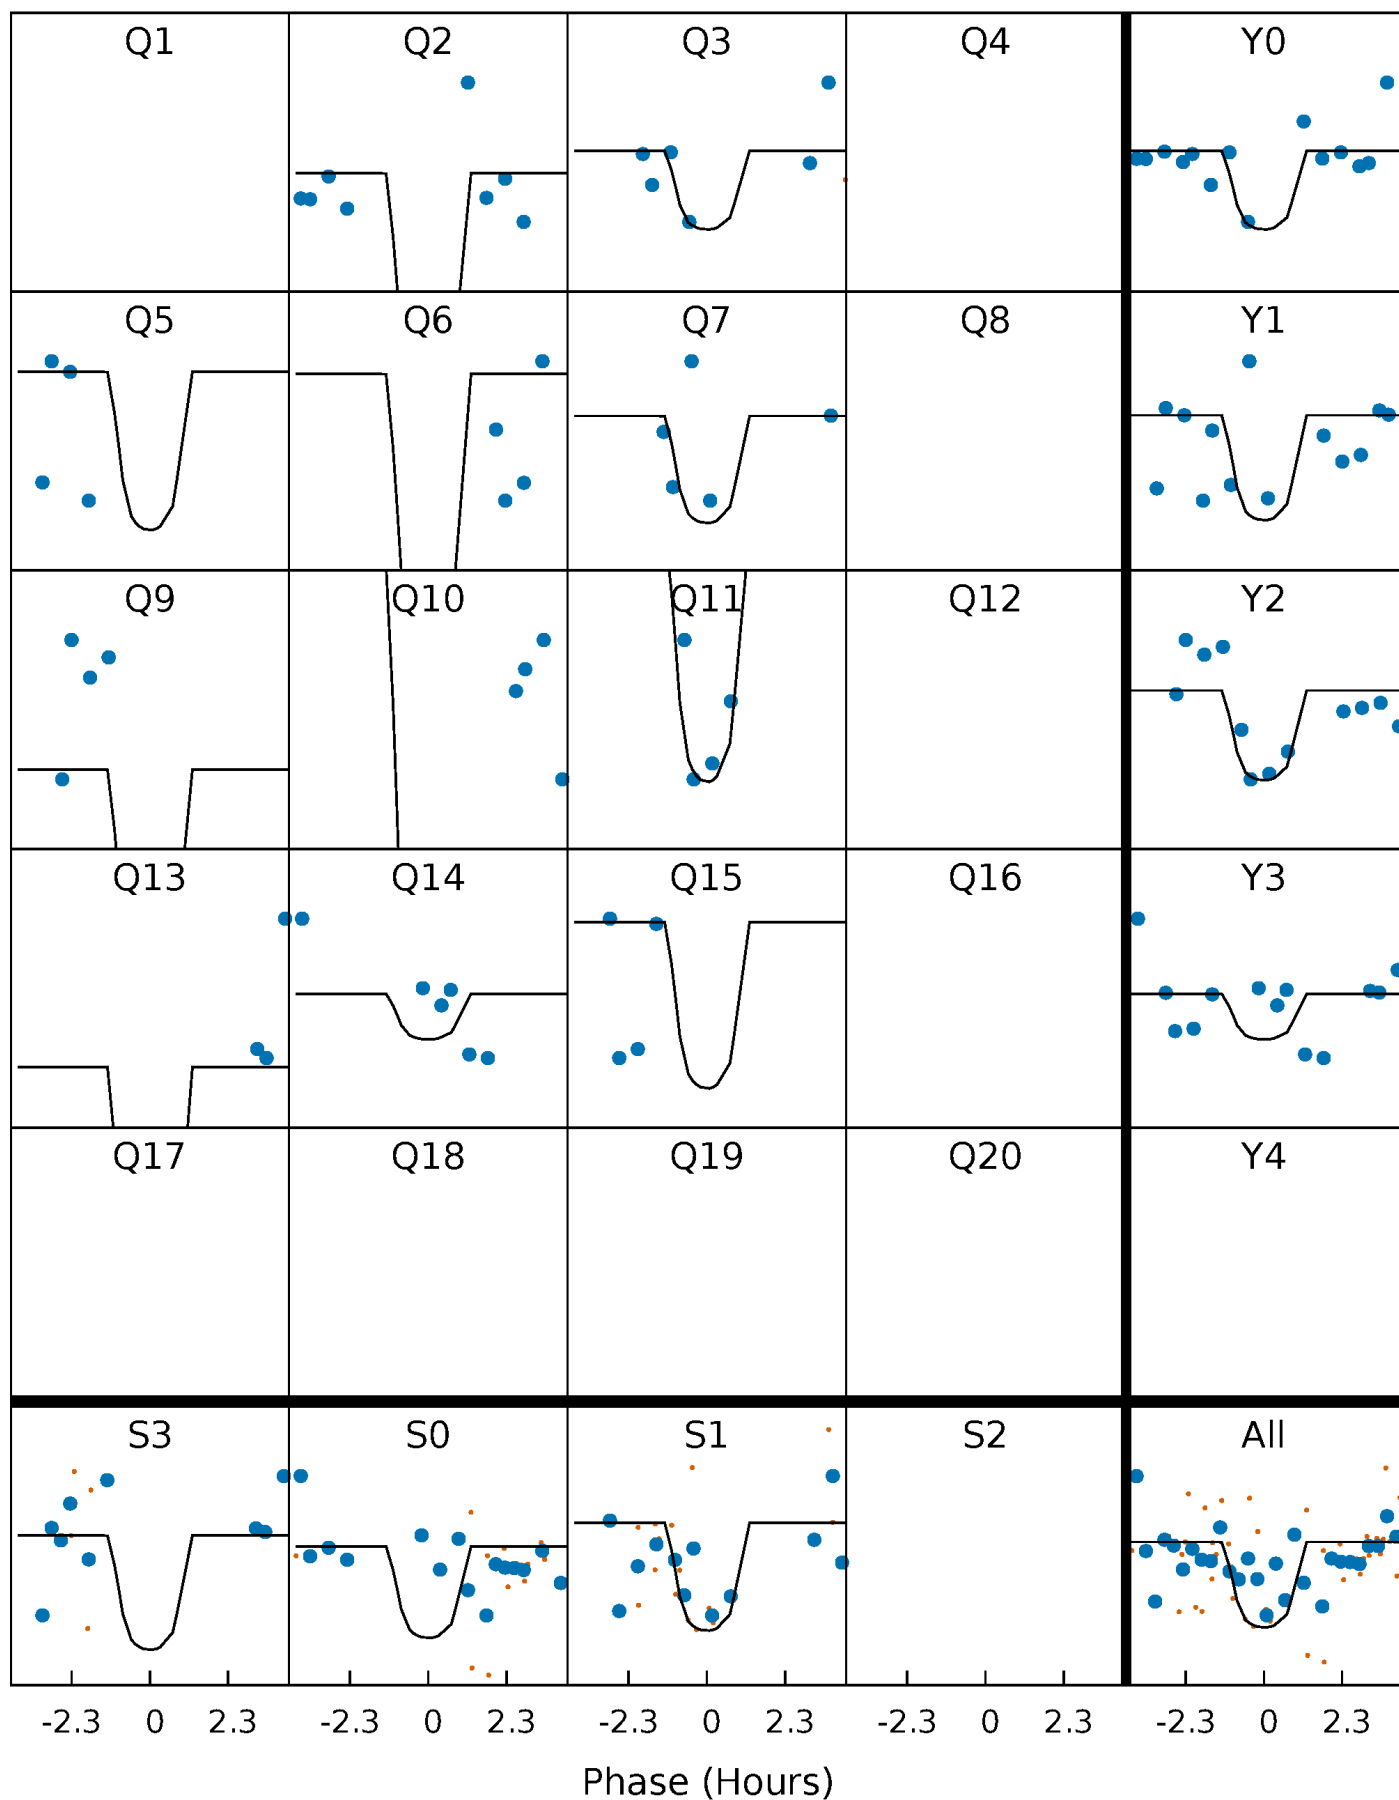 Q1 Q2 Q3 Q4 Y0
Q5 Q6 Q7 Q8 Y1
Q9 Q10 Q11 Q12 Y2
Q13 Q14 Q15 Q16 Y3
Q17 Q18 Q19 Q20 Y4
S3 S0 S1 S2 All
-2.3 0 2.3 -2.3 0 2.3 -2.3 0 2.3 -2.3 0 2.3 -2.3 0 2.3
Phase (Hours)